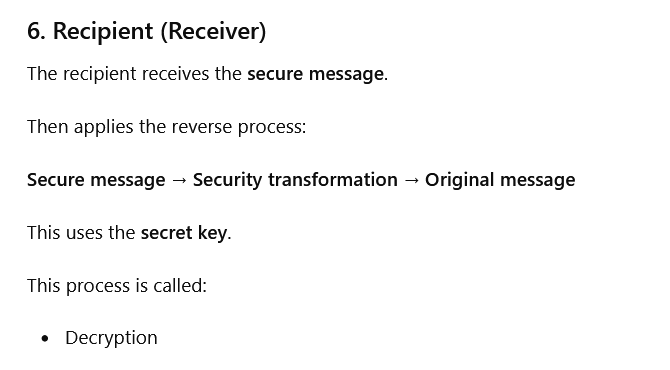 6. Recipient (Receiver)
The recipient receives the secure message.
Then applies the reverse process:
Secure message → Security transformation → Original message
This uses the secret key.
This process is called:
• Decryption